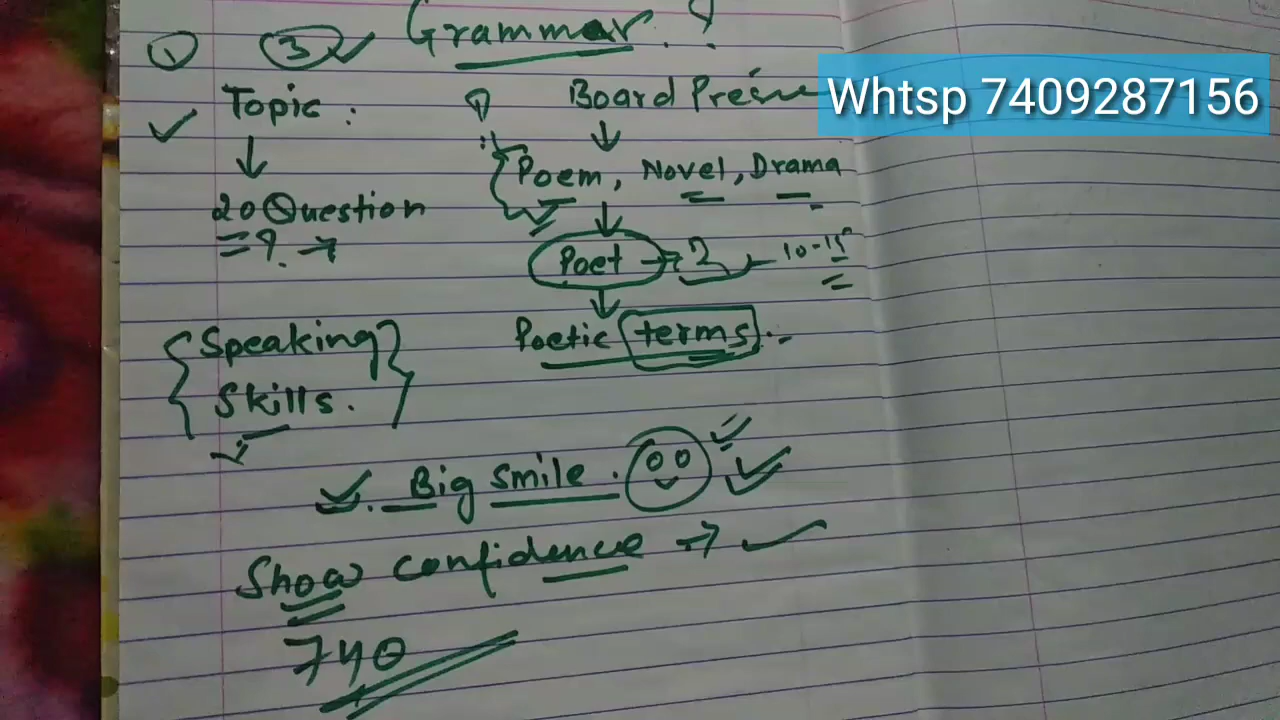 ① ③ Grammar. ?
Topic :
Board
Whtsp 7409287156
Poem, Novel, Drama
20 Question
= ?
Poet → 2 10-15
Speaking
Poetic terms.
Skills.
Big smile.
Show confidence →
740